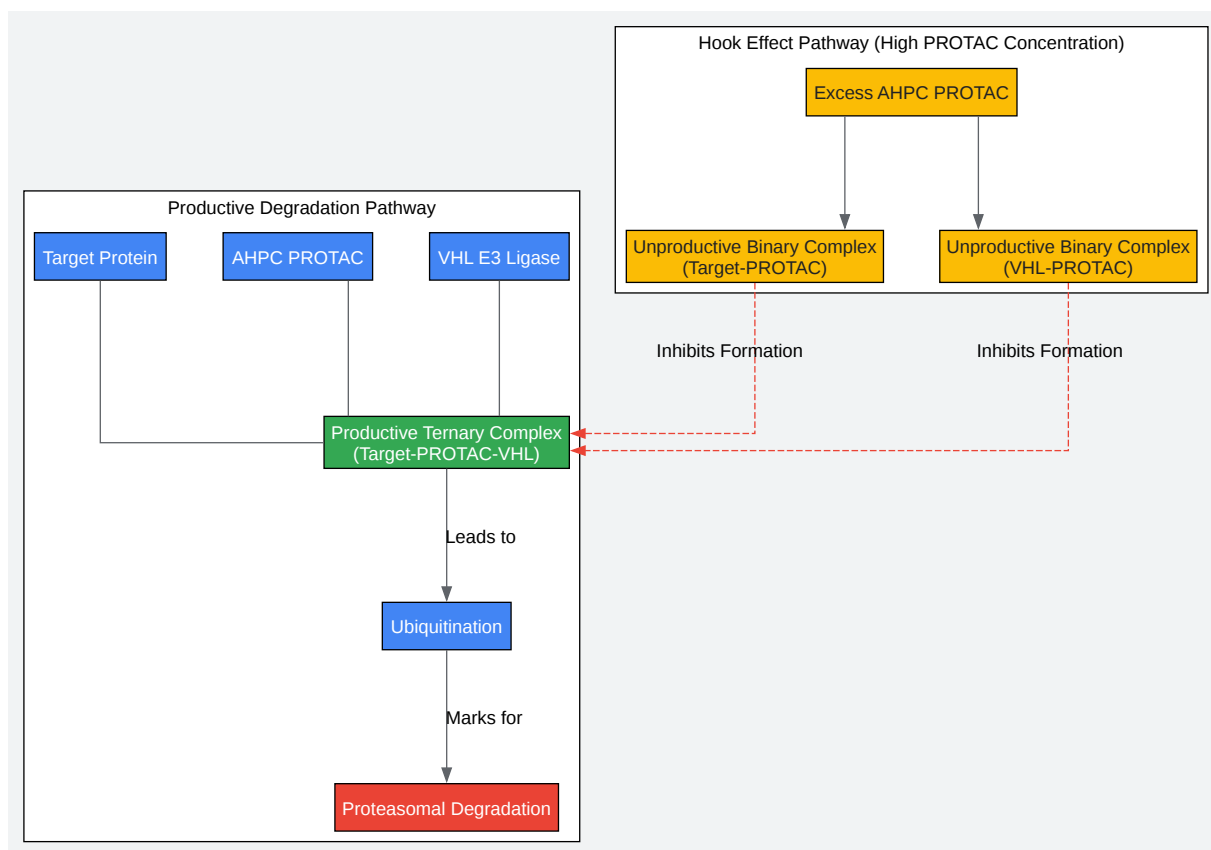 Hook Effect Pathway (High PROTAC Concentration)
Excess AHPC PROTAC
Unproductive Binary Complex
(Target-PROTAC)
Unproductive Binary Complex
(VHL-PROTAC)
Inhibits Formation
Inhibits Formation
Productive Degradation Pathway
Target Protein
AHPC PROTAC
VHL E3 Ligase
Productive Ternary Complex
(Target-PROTAC-VHL)
Leads to
Ubiquitination
Marks for
Proteasomal Degradation